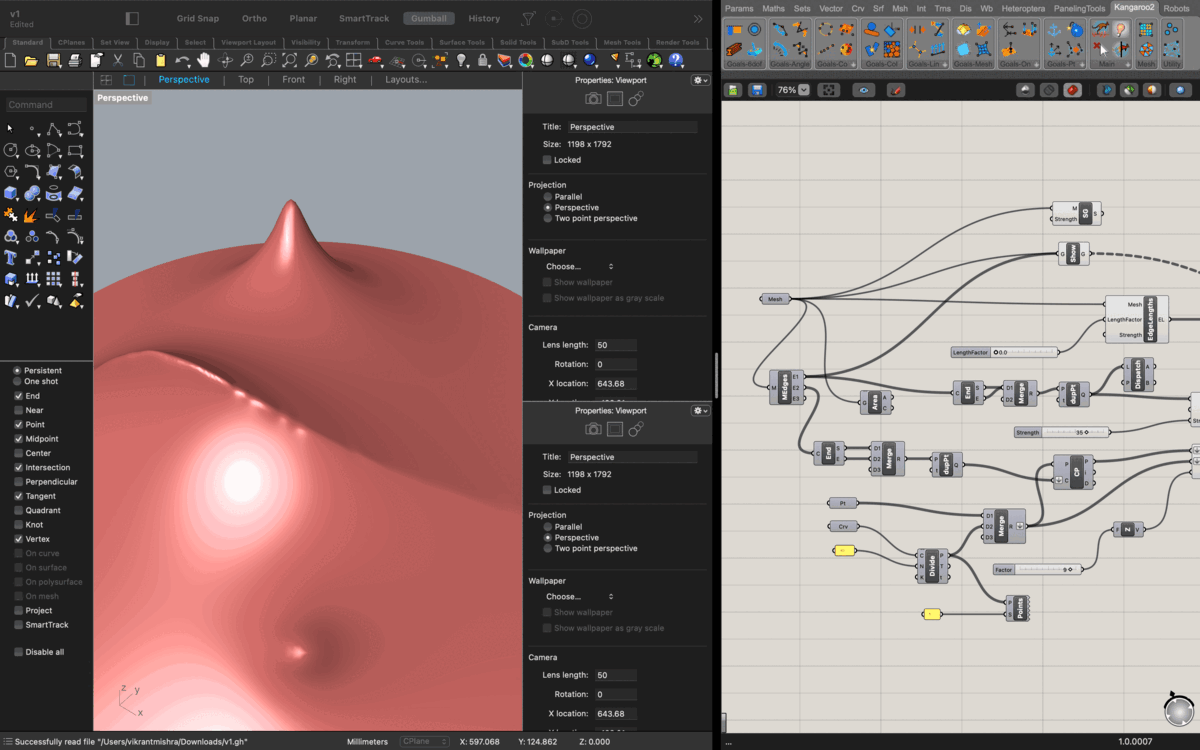 v1
Edited
Grid Snap Ortho Planar SmartTrack Gumball History
Standard CPlanes Set View Display Select Viewport Layout Visibility Transform Curve Tools Surface Tools Solid Tools SubD Tools Mesh Tools Render Tools
Perspective Top Front Right Layouts...
Command
Perspective
Persistent
One shot
End
Near
Point
Midpoint
Center
Intersection
Perpendicular
Tangent
Quadrant
Knot
Vertex
On curve
On surface
On polysurface
On mesh
Project
SmartTrack
Disable all
z
y
x
Properties: Viewport
Title: Perspective
Size: 1198 x 1792
Locked
Projection
Parallel
Perspective
Two point perspective
Wallpaper
Choose...
Show wallpaper
Show wallpaper as gray scale
Camera
Lens length: 50
Rotation: 0
X location: 643.68
Properties: Viewport
Title: Perspective
Size: 1198 x 1792
Locked
Projection
Parallel
Perspective
Two point perspective
Wallpaper
Choose...
Show wallpaper
Show wallpaper as gray scale
Camera
Lens length: 50
Rotation: 0
X location: 643.68
Successfully read file "/Users/vikrantmishra/Downloads/v1.gh" Millimeters CPlane X: 597.068 Y: 124.862 Z: 0.000
Params Maths Sets Vector Crv Srf Msh Int Trns Dis Wb Heteroptera PanelingTools Kangaroo2 Robots
Goals-6dof Goals-Angle Goals-Co... Goals-Col Goals-Lin Goals-Mesh Goals-On Goals-Pt Main Mesh Utility
76%
M
Strength
SG
S
G
Show
G
Mesh
Mesh
LengthFactor
Strength
EdgeLengths
EL
LengthFactor 0.0
M
MEdges
E1
E2
E3
G
Area
A
C
C
End
S
E
D1
D2
Merge
R
P
dupPt
Q
L
P
Dispatch
A
B
Strength 35
C
End
S
E
D1
D2
D3
Merge
R
P
dupPt
Q
P
C
CP
P
I
D
Pt
Crv
D1
D2
D3
Merge
R
C
N
K
Divide
P
T
t
F
Z
V
Factor 9
P
S
Points
1.0.0007